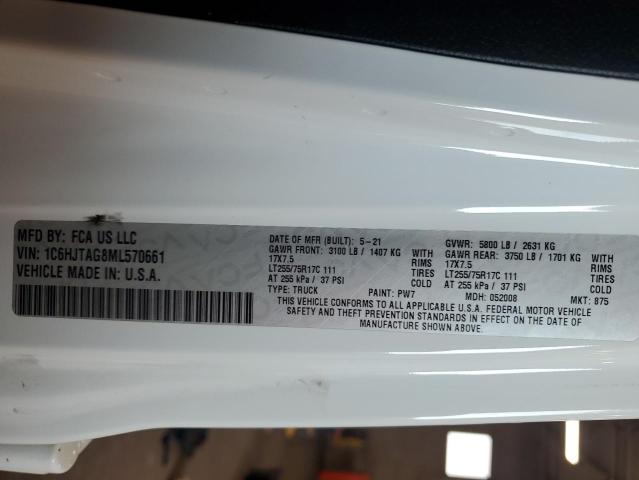 MFD BY: FCA US LLC
VIN: 1C6HJTAG8ML570661
VEHICLE MADE IN: U.S.A.
DATE OF MFR (BUILT): 5-21 GVWR: 5800 LB / 2631 KG
GAWR FRONT: 3100 LB / 1407 KG WITH GAWR REAR: 3750 LB / 1701 KG WITH
17X7.5 RIMS 17X7.5 RIMS
LT255/75R17C 111 TIRES LT255/75R17C 111 TIRES
AT 255 kPa / 37 PSI COLD AT 255 kPa / 37 PSI COLD
TYPE: TRUCK PAINT: PW7 MDH: 052008 MKT: 875
THIS VEHICLE CONFORMS TO ALL APPLICABLE U.S.A. FEDERAL MOTOR VEHICLE
SAFETY AND THEFT PREVENTION STANDARDS IN EFFECT ON THE DATE OF
MANUFACTURE SHOWN ABOVE.